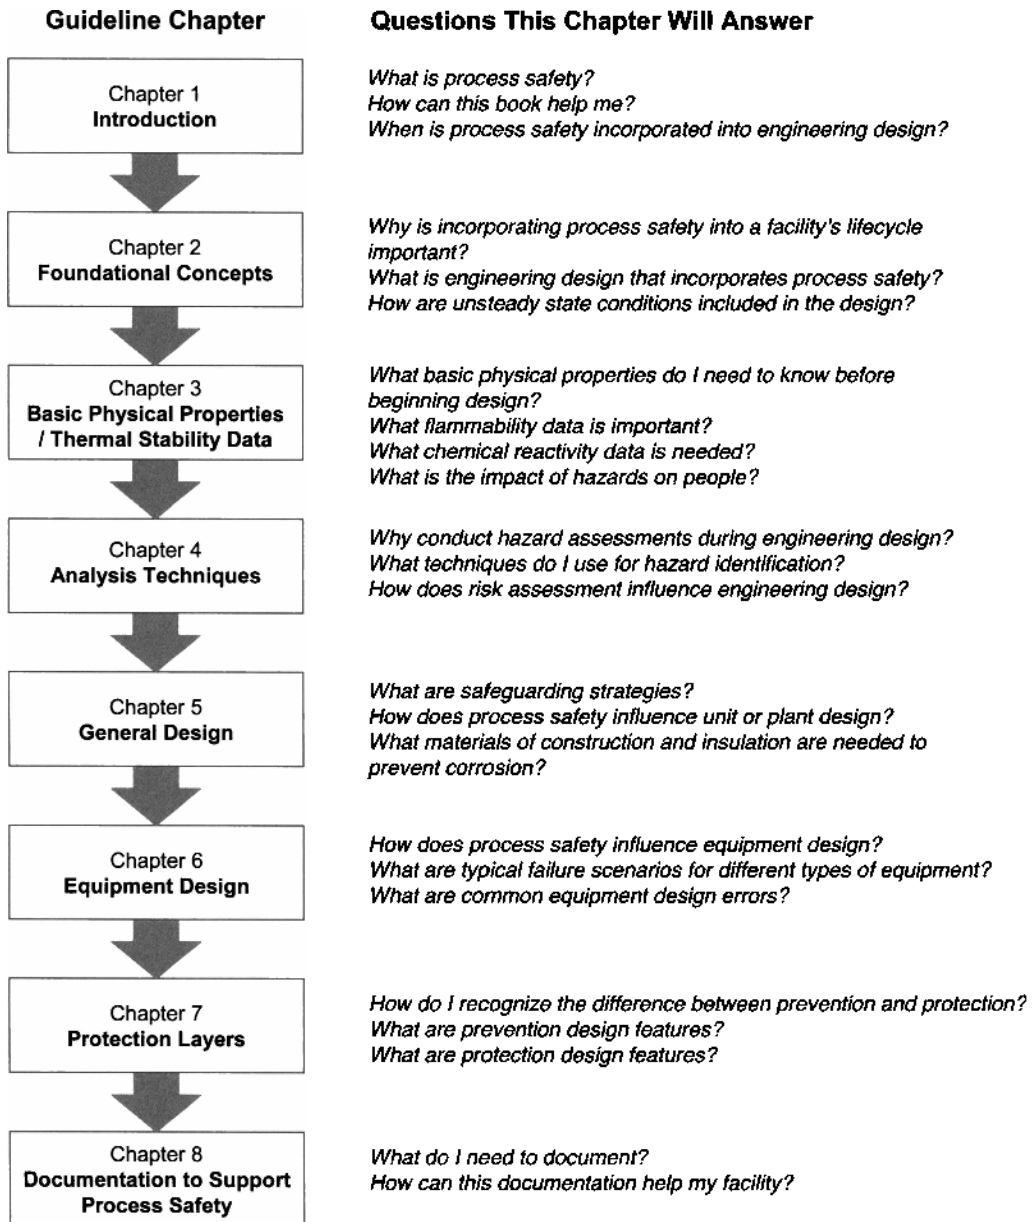 Guideline Chapter
Questions This Chapter Will Answer
Chapter 1
Introduction
What is process safety?
How can this book help me?
When is process safety incorporated into engineering design?
Chapter 2
Foundational Concepts
Why is incorporating process safety into a facility's lifecycle
important?
What is engineering design that incorporates process safety?
How are unsteady state conditions included in the design?
Chapter 3
Basic Physical Properties
/ Thermal Stability Data
What basic physical properties do I need to know before
beginning design?
What flammability data is important?
What chemical reactivity data is needed?
What is the impact of hazards on people?
Chapter 4
Analysis Techniques
Why conduct hazard assessments during engineering design?
What techniques do I use for hazard identification?
How does risk assessment influence engineering design?
Chapter 5
General Design
What are safeguarding strategies?
How does process safety influence unit or plant design?
What materials of construction and insulation are needed to
prevent corrosion?
Chapter 6
Equipment Design
How does process safety influence equipment design?
What are typical failure scenarios for different types of equipment?
What are common equipment design errors?
Chapter 7
Protection Layers
How do I recognize the difference between prevention and protection?
What are prevention design features?
What are protection design features?
Chapter 8
Documentation to Support
Process Safety
What do I need to document?
How can this documentation help my facility?